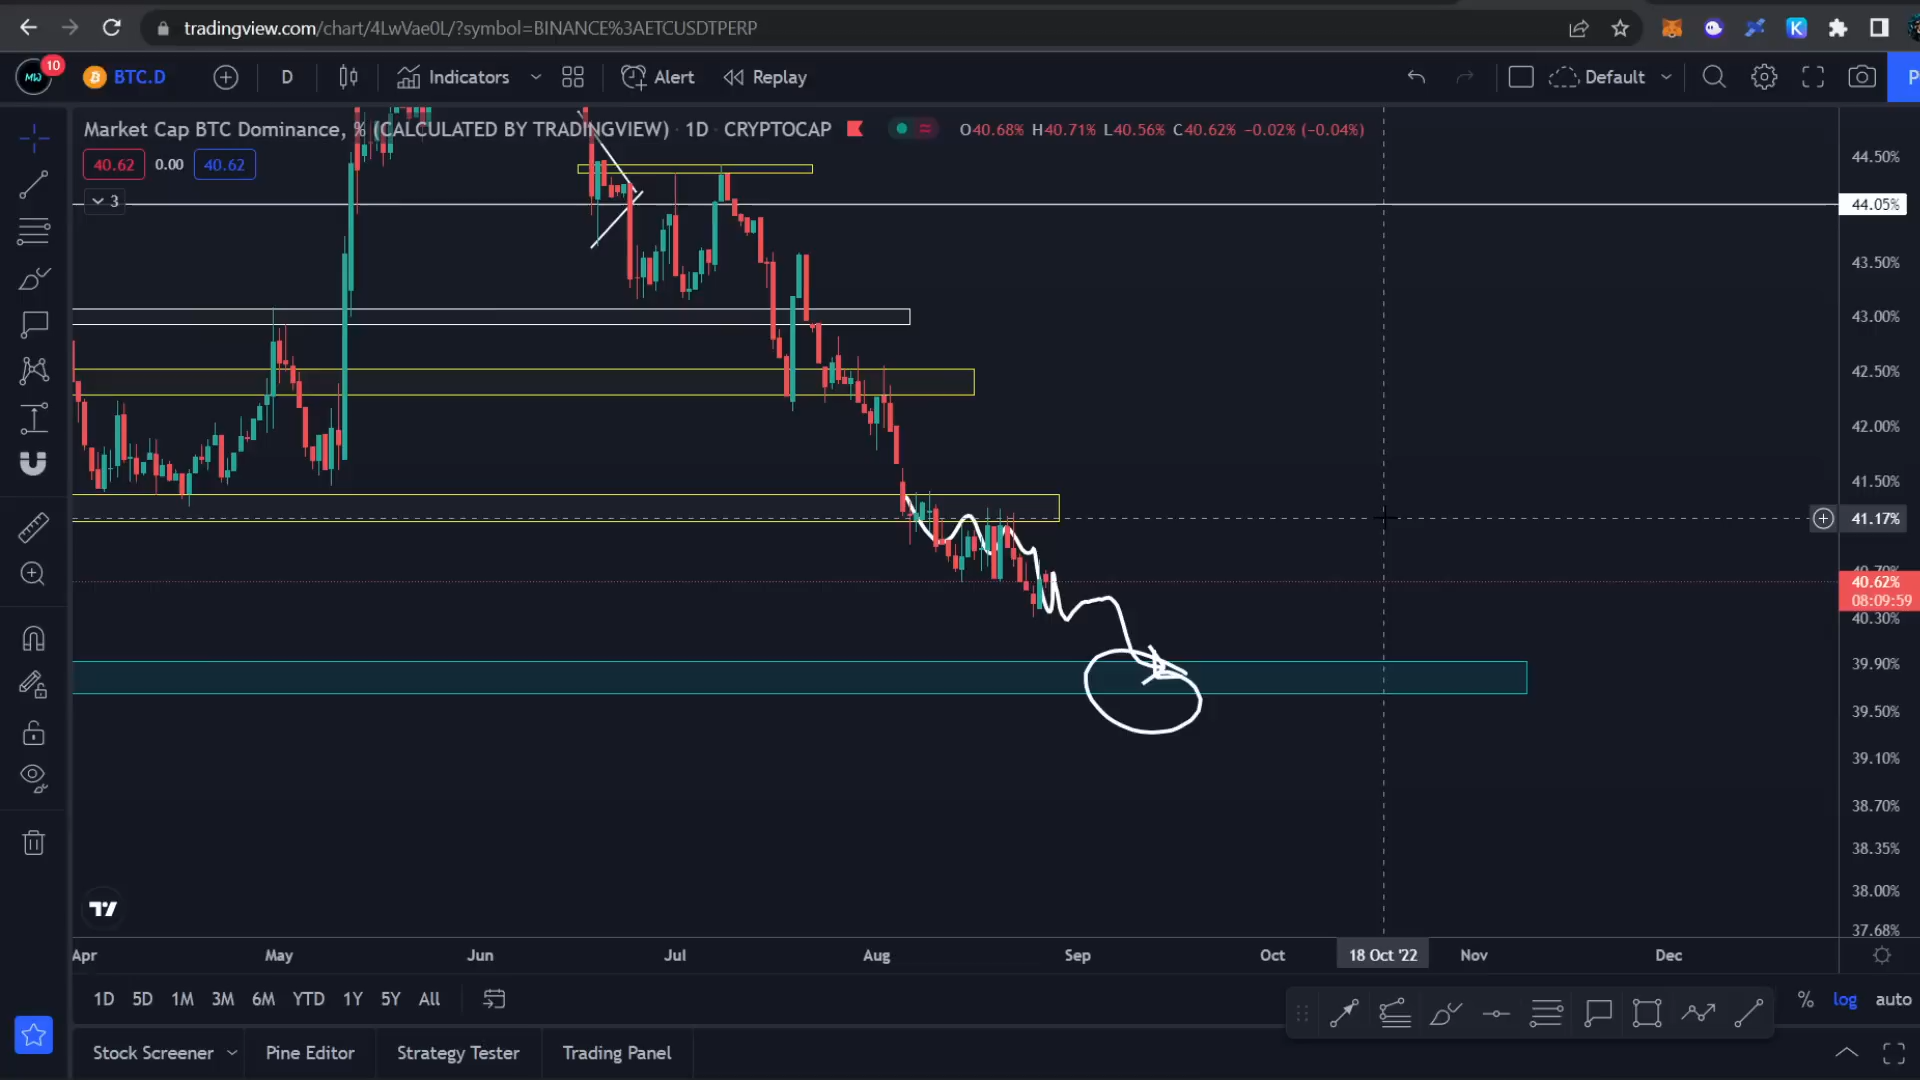 tradingview.com/chart/4LwVae0L/?symbol=BINANCE%3AETCUSDTPERP
MW 10 BTC.D D Indicators Alert Replay Default
Market Cap BTC Dominance, % (CALCULATED BY TRADINGVIEW) · 1D · CRYPTOCAP O40.68% H40.71% L40.56% C40.62% −0.02% (−0.04%)
40.62 0.00 40.62
3
44.50%
44.05%
43.50%
43.00%
42.50%
42.00%
41.50%
41.17%
40.70%
40.62%
08:09:59
40.30%
39.90%
39.50%
39.10%
38.70%
38.35%
38.00%
37.68%
Apr May Jun Jul Aug Sep Oct 18 Oct '22 Nov Dec
1D 5D 1M 3M 6M YTD 1Y 5Y All % log auto
Stock Screener Pine Editor Strategy Tester Trading Panel